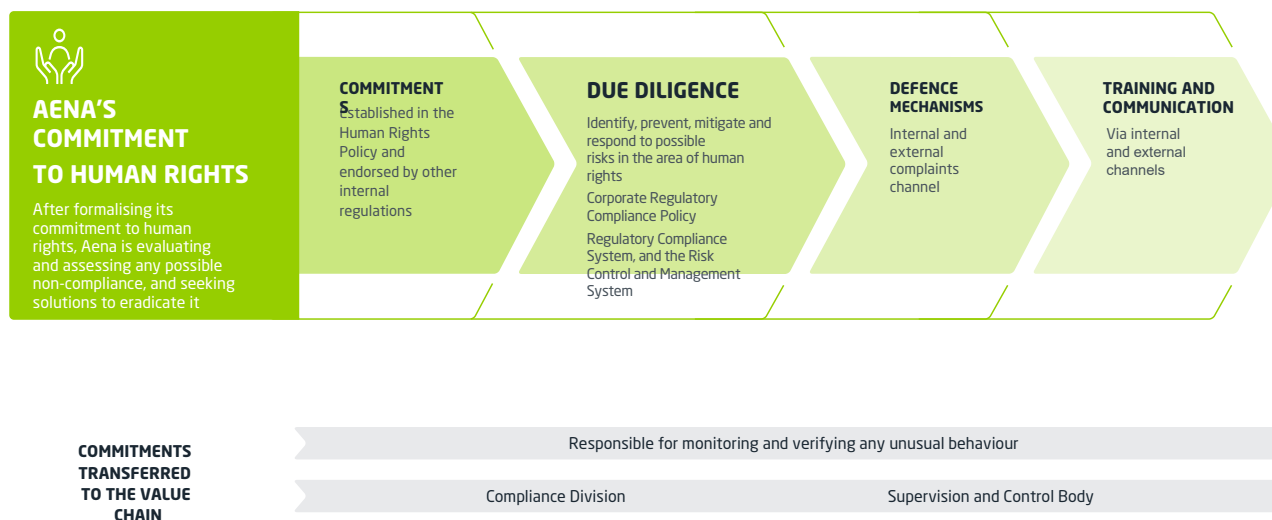 AENA'S
COMMITMENT
TO HUMAN RIGHTS
After formalising its
commitment to human
rights, Aena is evaluating
and assessing any possible
non-compliance, and seeking
solutions to eradicate it
COMMITMENT
S
Established in the
Human Rights
Policy and
endorsed by other
internal
regulations
DUE DILIGENCE
Identify, prevent, mitigate and
respond to possible
risks in the area of human
rights
Corporate Regulatory
Compliance Policy
Regulatory Compliance
System, and the Risk
Control and Management
System
DEFENCE
MECHANISMS
Internal and
external
complaints
channel
TRAINING AND
COMMUNICATION
Via internal
and external
channels
COMMITMENTS
TRANSFERRED
TO THE VALUE
CHAIN
Responsible for monitoring and verifying any unusual behaviour
Compliance Division
Supervision and Control Body